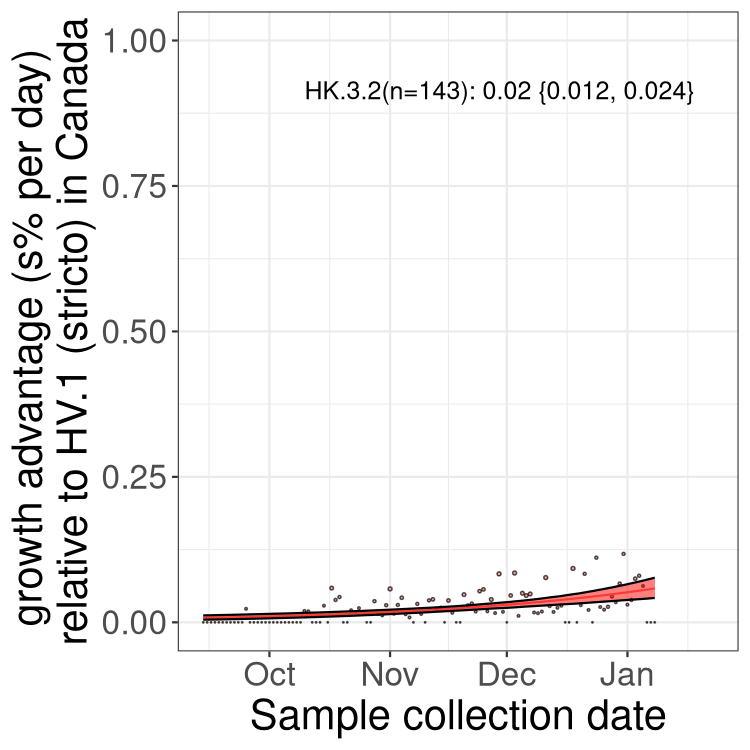 growth advantage (s% per day)
relative to HV.1 (stricto) in Canada
1.00
HK.3.2(n=143): 0.02 {0.012, 0.024}
0.75
0.50
0.25
0.00
Oct Nov Dec Jan
Sample collection date